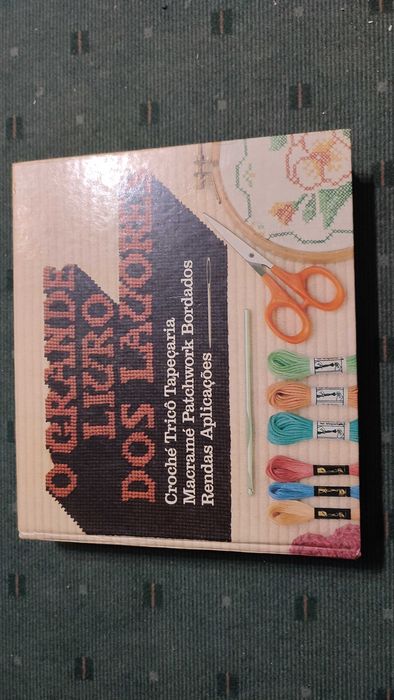 O GRANDE
LIVRO
DOS LAVORES
Croché Tricô Tapeçaria
Macramé Patchwork Bordados
Rendas Aplicações